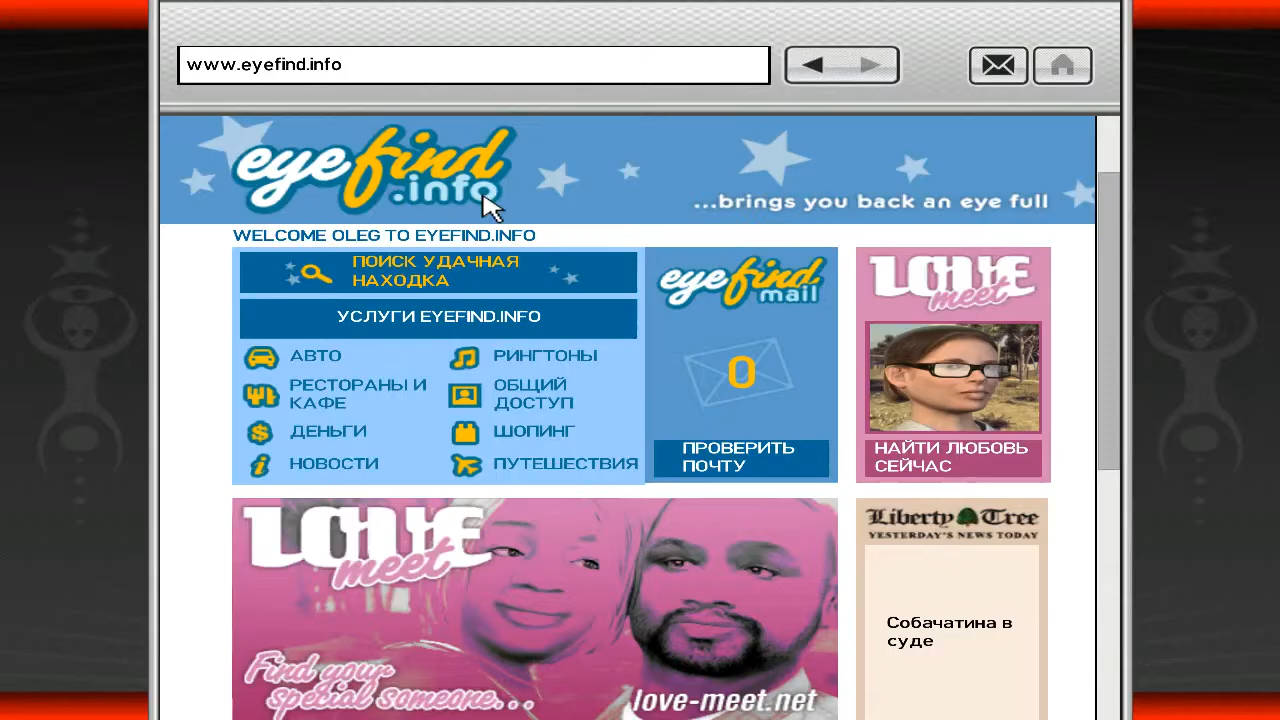 www.eyefind.info
eyefind
.info
...brings you back an eye full
WELCOME OLEG TO EYEFIND.INFO
ПОИСК УДАЧНАЯ
НАХОДКА
УСЛУГИ EYEFIND.INFO
АВТО
РЕСТОРАНЫ И
КАФЕ
ДЕНЬГИ
НОВОСТИ
РИНГТОНЫ
ОБЩИЙ
ДОСТУП
ШОПИНГ
ПУТЕШЕСТВИЯ
eyefind
mail
0
ПРОВЕРИТЬ
ПОЧТУ
LOVE
meet
НАЙТИ ЛЮБОВЬ
СЕЙЧАС
LOVE
meet
Find your
special someone...
love-meet.net
Liberty Tree
YESTERDAY'S NEWS TODAY
Собачатина в
суде